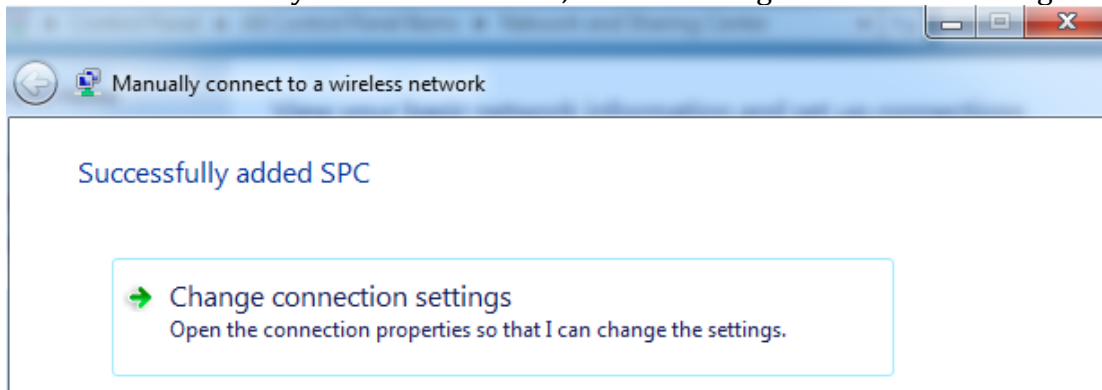 Manually connect to a wireless network
Successfully added SPC
Change connection settings
Open the connection properties so that I can change the settings.